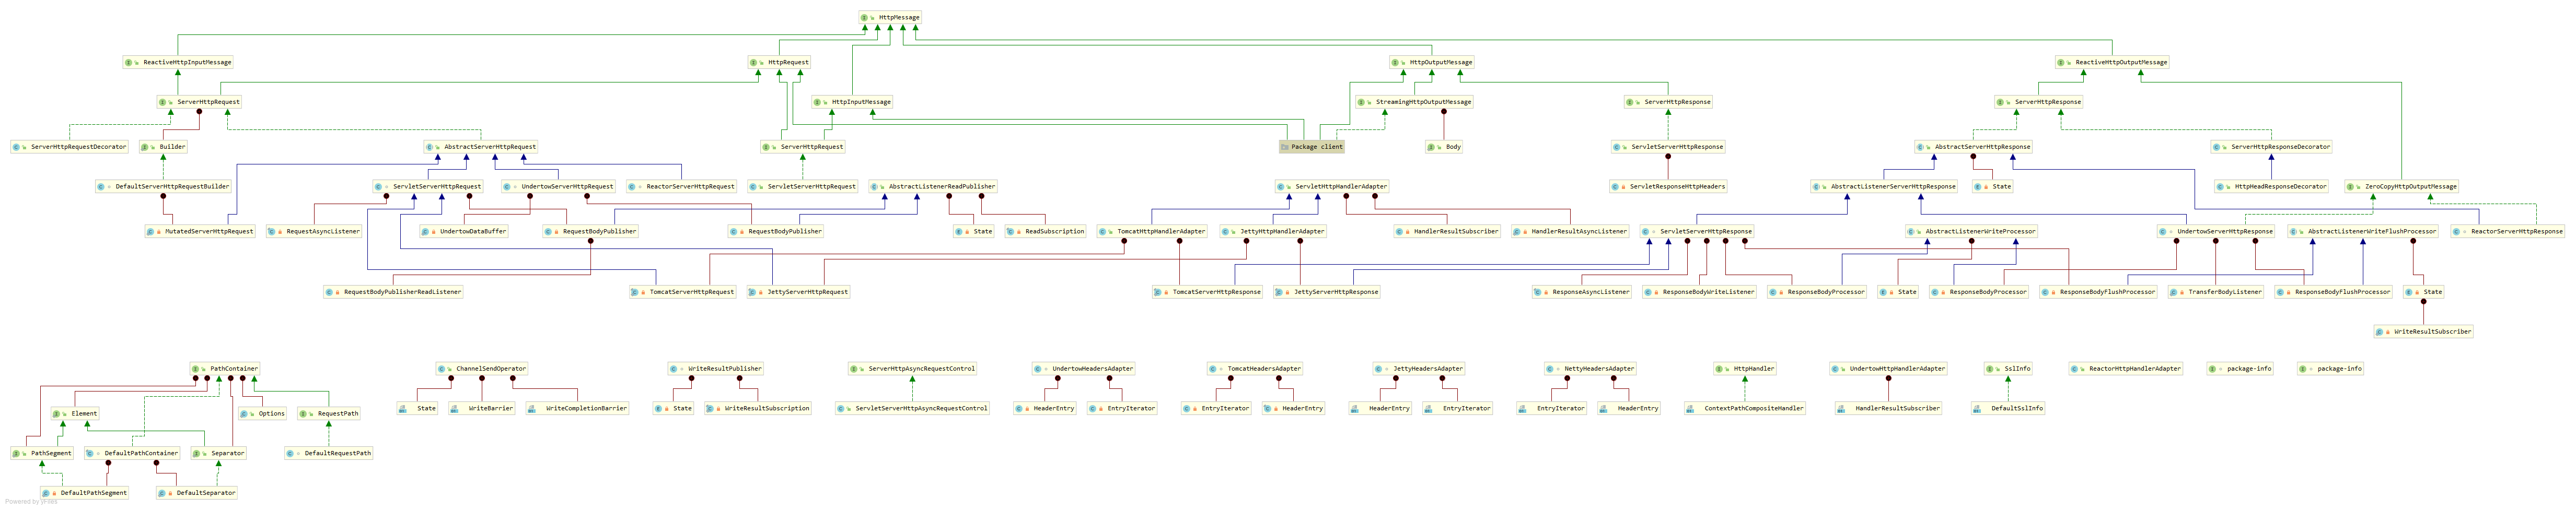 HttpMessage
ReactiveHttpInputMessage
HttpRequest
HttpOutputMessage
ReactiveHttpOutputMessage
ServerHttpRequest
HttpInputMessage
StreamingHttpOutputMessage
ServerHttpResponse
ServerHttpResponse
ServerHttpRequestDecorator
Builder
AbstractServerHttpRequest
ServerHttpRequest
Package client
Body
ServletServerHttpResponse
AbstractServerHttpResponse
ServerHttpResponseDecorator
DefaultServerHttpRequestBuilder
ServletServerHttpRequest
UndertowServerHttpRequest
ReactorServerHttpRequest
ServletServerHttpRequest
AbstractListenerReadPublisher
ServletHttpHandlerAdapter
ServletResponseHttpHeaders
AbstractListenerServerHttpResponse
State
HttpHeadResponseDecorator
ZeroCopyHttpOutputMessage
MutatedServerHttpRequest
RequestAsyncListener
UndertowDataBuffer
RequestBodyPublisher
RequestBodyPublisher
State
ReadSubscription
TomcatHttpHandlerAdapter
JettyHttpHandlerAdapter
HandlerResultSubscriber
HandlerResultAsyncListener
ServletServerHttpResponse
AbstractListenerWriteProcessor
UndertowServerHttpResponse
AbstractListenerWriteFlushProcessor
ReactorServerHttpResponse
RequestBodyPublisherReadListener
TomcatServerHttpRequest
JettyServerHttpRequest
TomcatServerHttpResponse
JettyServerHttpResponse
ResponseAsyncListener
ResponseBodyWriteListener
ResponseBodyProcessor
State
ResponseBodyProcessor
ResponseBodyFlushProcessor
TransferBodyListener
ResponseBodyFlushProcessor
State
WriteResultSubscriber
PathContainer
ChannelSendOperator
WriteResultPublisher
ServerHttpAsyncRequestControl
UndertowHeadersAdapter
TomcatHeadersAdapter
JettyHeadersAdapter
NettyHeadersAdapter
HttpHandler
UndertowHttpHandlerAdapter
SslInfo
ReactorHttpHandlerAdapter
package-info
package-info
Element
Options
RequestPath
State
WriteBarrier
WriteCompletionBarrier
State
WriteResultSubscription
ServletServerHttpAsyncRequestControl
HeaderEntry
EntryIterator
EntryIterator
HeaderEntry
HeaderEntry
EntryIterator
EntryIterator
HeaderEntry
ContextPathCompositeHandler
HandlerResultSubscriber
DefaultSslInfo
PathSegment
DefaultPathContainer
Separator
DefaultRequestPath
DefaultPathSegment
DefaultSeparator
Powered by yFiles